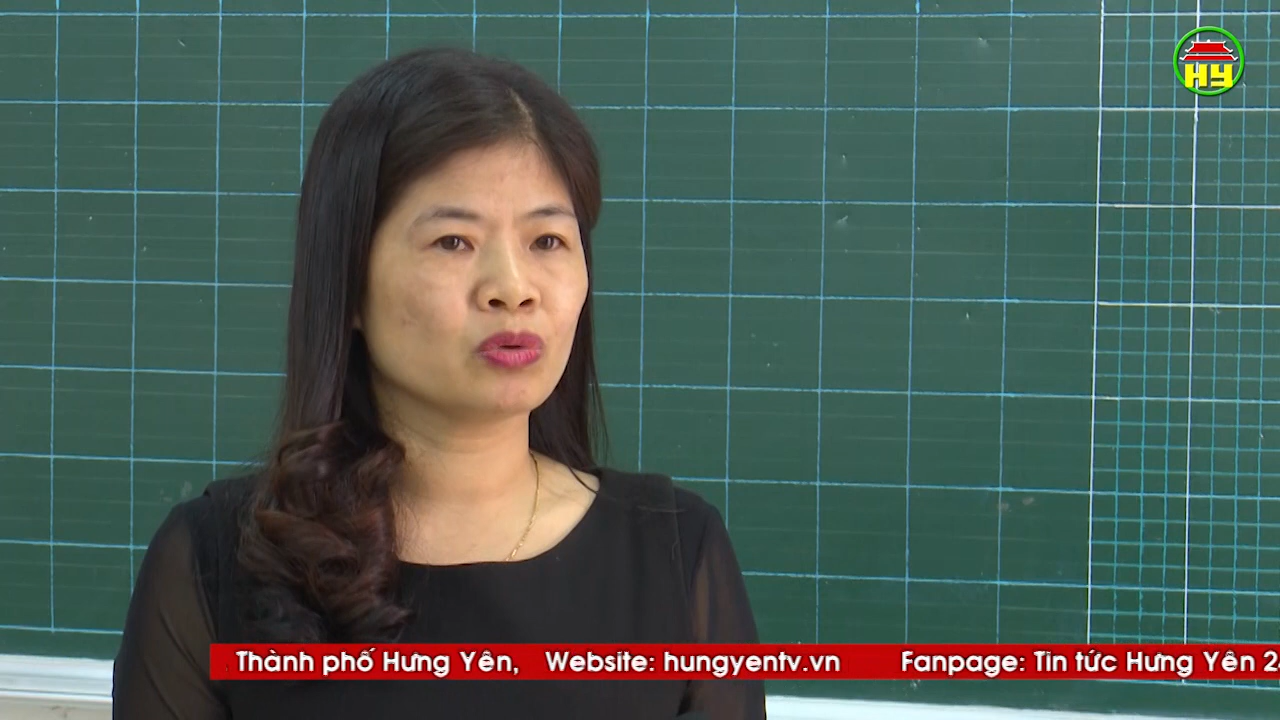 HY
Thành phố Hưng Yên, Website: hungyentv.vn Fanpage: Tin tức Hưng Yên